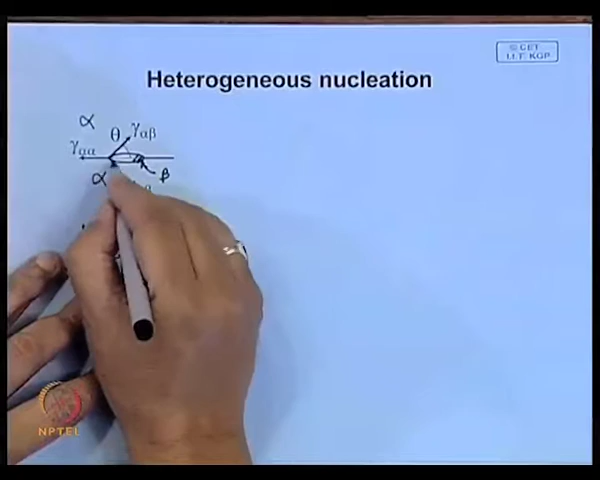 © CET
I.I.T. KGP
Heterogeneous nucleation
α
θ γαβ
γαα
α β
NPTEL